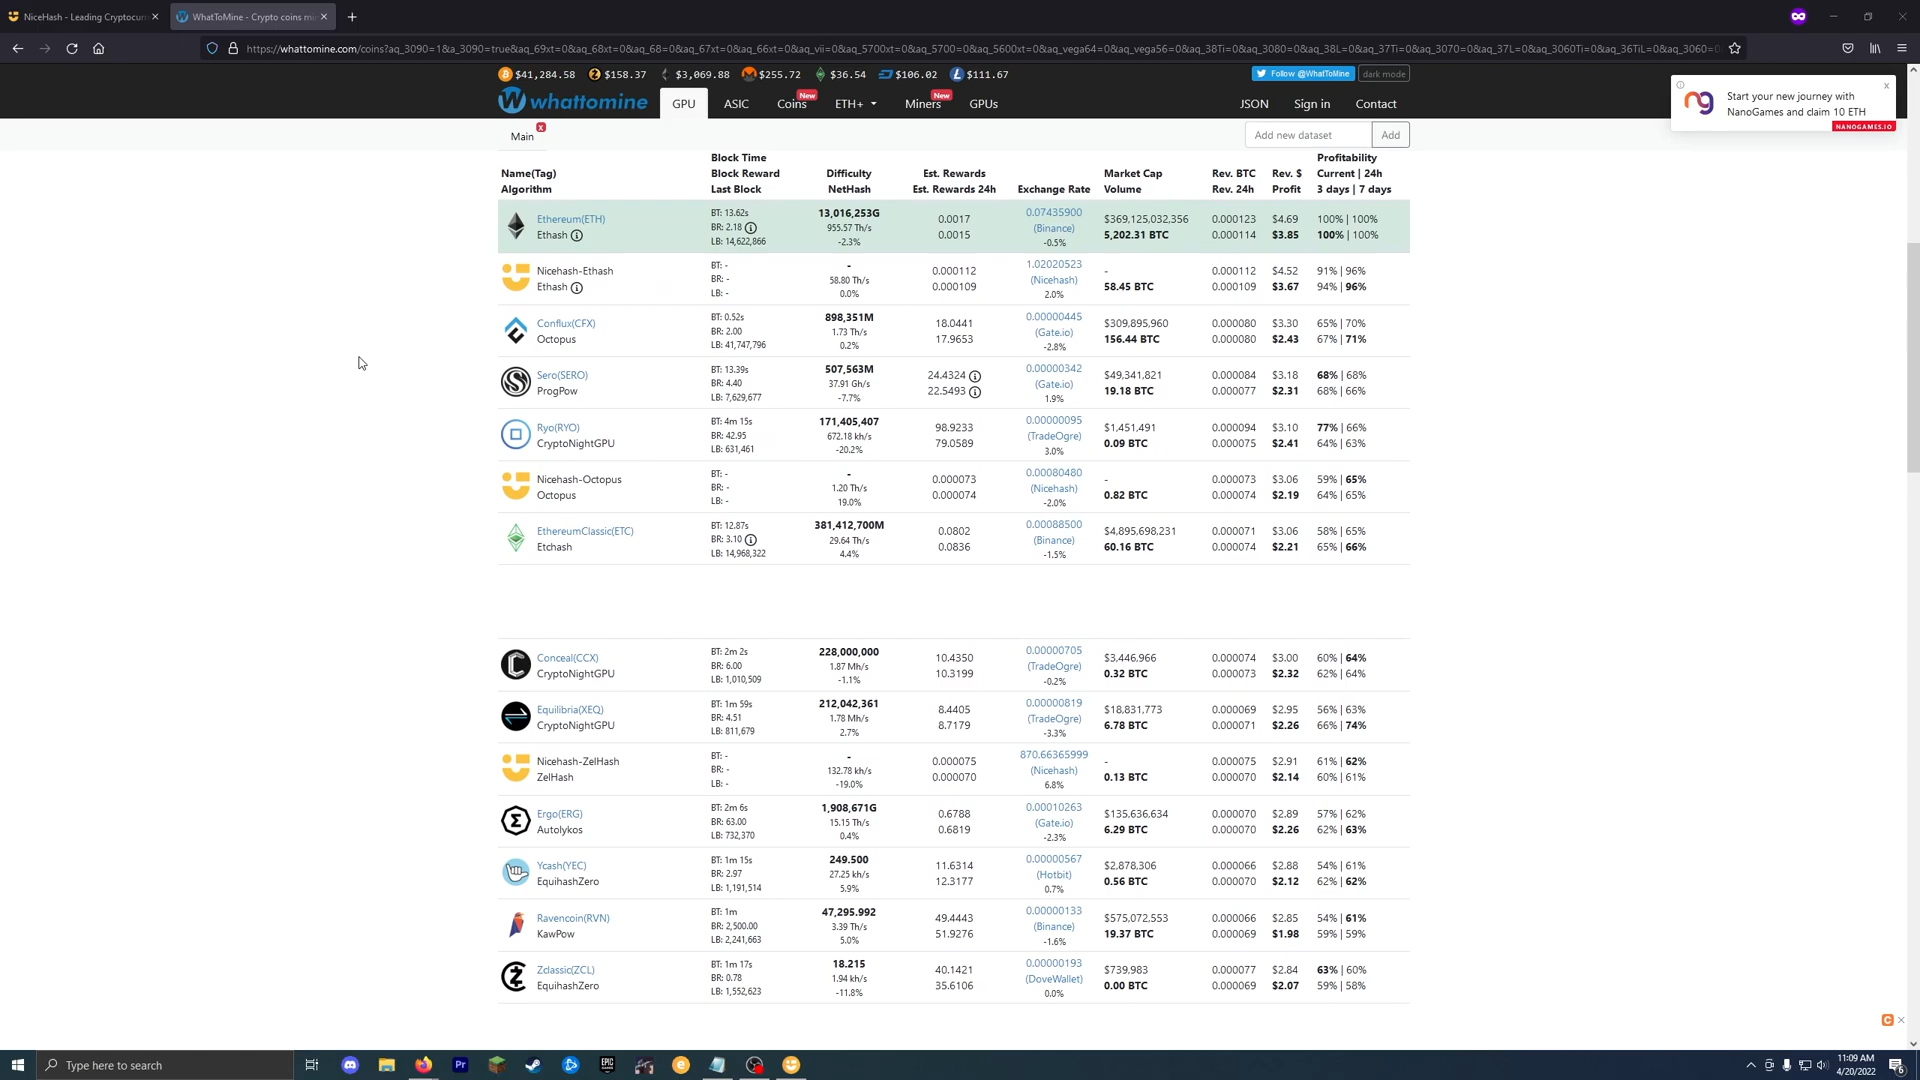 NiceHash - Leading Cryptocurr
WhatToMine - Crypto coins mi
https://whattomine.com/coins?aq_3090=1&a_3090=true&aq_69xt=0&aq_68xt=0&aq_68=0&aq_67xt=0&aq_66xt=0&aq_vii=0&aq_5700xt=0&aq_5700=0&aq_5600xt=0&aq_vega64=0&aq_vega56=0&aq_38Ti=0&aq_3080=0&aq_38L=0&aq_37Ti=0&aq_3070=0&aq_37L=0&aq_3060Ti=0&aq_36TiL=0&aq_3060=0
$41,284.58 $158.37 $3,069.88 $255.72 $36.54 $106.02 $111.67
Follow @WhatToMine dark mode
whattomine GPU ASIC Coins New ETH+ Miners New GPUs JSON Sign in Contact
Start your new journey with
NanoGames and claim 10 ETH
NANOGAMES.IO
Main x Add new dataset Add
Name(Tag)
Algorithm
Block Time
Block Reward
Last Block
Difficulty
NetHash
Est. Rewards
Est. Rewards 24h
Exchange Rate
Market Cap
Volume
Rev. BTC
Rev. 24h
Rev. $
Profit
Profitability
Current | 24h
3 days | 7 days
Ethereum(ETH)
Ethash
BT: 13.62s
BR: 2.18
LB: 14,622,866
13,016,253G
955.57 Th/s
-2.3%
0.0017
0.0015
0.07435900
(Binance)
-0.5%
$369,125,032,356
5,202.31 BTC
0.000123
0.000114
$4.69
$3.85
100% | 100%
100% | 100%
Nicehash-Ethash
Ethash
BT: -
BR: -
LB: -
-
58.80 Th/s
0.0%
0.000112
0.000109
1.02020523
(Nicehash)
2.0%
-
58.45 BTC
0.000112
0.000109
$4.52
$3.67
91% | 96%
94% | 96%
Conflux(CFX)
Octopus
BT: 0.52s
BR: 2.00
LB: 41,747,796
898,351M
1.73 Th/s
0.2%
18.0441
17.9653
0.00000445
(Gate.io)
-2.8%
$309,895,960
156.44 BTC
0.000080
0.000080
$3.30
$2.43
65% | 70%
67% | 71%
Sero(SERO)
ProgPow
BT: 13.39s
BR: 4.40
LB: 7,629,677
507,563M
37.91 Gh/s
-7.7%
24.4324
22.5493
0.00000342
(Gate.io)
1.9%
$49,341,821
19.18 BTC
0.000084
0.000077
$3.18
$2.31
68% | 68%
68% | 66%
Ryo(RYO)
CryptoNightGPU
BT: 4m 15s
BR: 42.95
LB: 631,461
171,405,407
672.18 kh/s
-20.2%
98.9233
79.0589
0.00000095
(TradeOgre)
3.0%
$1,451,491
0.09 BTC
0.000094
0.000075
$3.10
$2.41
77% | 66%
64% | 63%
Nicehash-Octopus
Octopus
BT: -
BR: -
LB: -
-
1.20 Th/s
19.0%
0.000073
0.000074
0.00080480
(Nicehash)
-2.0%
-
0.82 BTC
0.000073
0.000074
$3.06
$2.19
59% | 65%
64% | 65%
EthereumClassic(ETC)
Etchash
BT: 12.87s
BR: 3.10
LB: 14,968,322
381,412,700M
29.64 Th/s
4.4%
0.0802
0.0836
0.00088500
(Binance)
-1.5%
$4,895,698,231
60.16 BTC
0.000071
0.000074
$3.06
$2.21
58% | 65%
65% | 66%
Conceal(CCX)
CryptoNightGPU
BT: 2m 2s
BR: 6.00
LB: 1,010,509
228,000,000
1.87 Mh/s
-1.1%
10.4350
10.3199
0.00000705
(TradeOgre)
-0.2%
$3,446,966
0.32 BTC
0.000074
0.000073
$3.00
$2.32
60% | 64%
62% | 64%
Equilibria(XEQ)
CryptoNightGPU
BT: 1m 59s
BR: 4.51
LB: 811,679
212,042,361
1.78 Mh/s
2.7%
8.4405
8.7179
0.00000819
(TradeOgre)
-3.3%
$18,831,773
6.78 BTC
0.000069
0.000071
$2.95
$2.26
56% | 63%
66% | 74%
Nicehash-ZelHash
ZelHash
BT: -
BR: -
LB: -
-
132.78 kh/s
-19.0%
0.000075
0.000070
870.66365999
(Nicehash)
6.8%
-
0.13 BTC
0.000075
0.000070
$2.91
$2.14
61% | 62%
60% | 61%
Ergo(ERG)
Autolykos
BT: 2m 6s
BR: 63.00
LB: 732,370
1,908,671G
15.15 Th/s
0.4%
0.6788
0.6819
0.00010263
(Gate.io)
-2.3%
$135,636,634
6.29 BTC
0.000070
0.000070
$2.89
$2.26
57% | 62%
62% | 63%
Ycash(YEC)
EquihashZero
BT: 1m 15s
BR: 2.97
LB: 1,191,514
249.500
27.25 kh/s
5.9%
11.6314
12.3177
0.00000567
(Hotbit)
0.7%
$2,878,306
0.56 BTC
0.000066
0.000070
$2.88
$2.12
54% | 61%
62% | 62%
Ravencoin(RVN)
KawPow
BT: 1m
BR: 2,500.00
LB: 2,241,663
47,295.992
3.39 Th/s
5.0%
49.4443
51.9276
0.00000133
(Binance)
-1.6%
$575,072,553
19.37 BTC
0.000066
0.000069
$2.85
$1.98
54% | 61%
59% | 59%
Zclassic(ZCL)
EquihashZero
BT: 1m 17s
BR: 0.78
LB: 1,552,623
18.215
1.94 kh/s
-11.8%
40.1421
35.6106
0.00000193
(DoveWallet)
0.0%
$739,983
0.00 BTC
0.000077
0.000069
$2.84
$2.07
63% | 60%
59% | 58%
Type here to search
Pr
EPIC GAMES
11:09 AM
4/20/2022
6